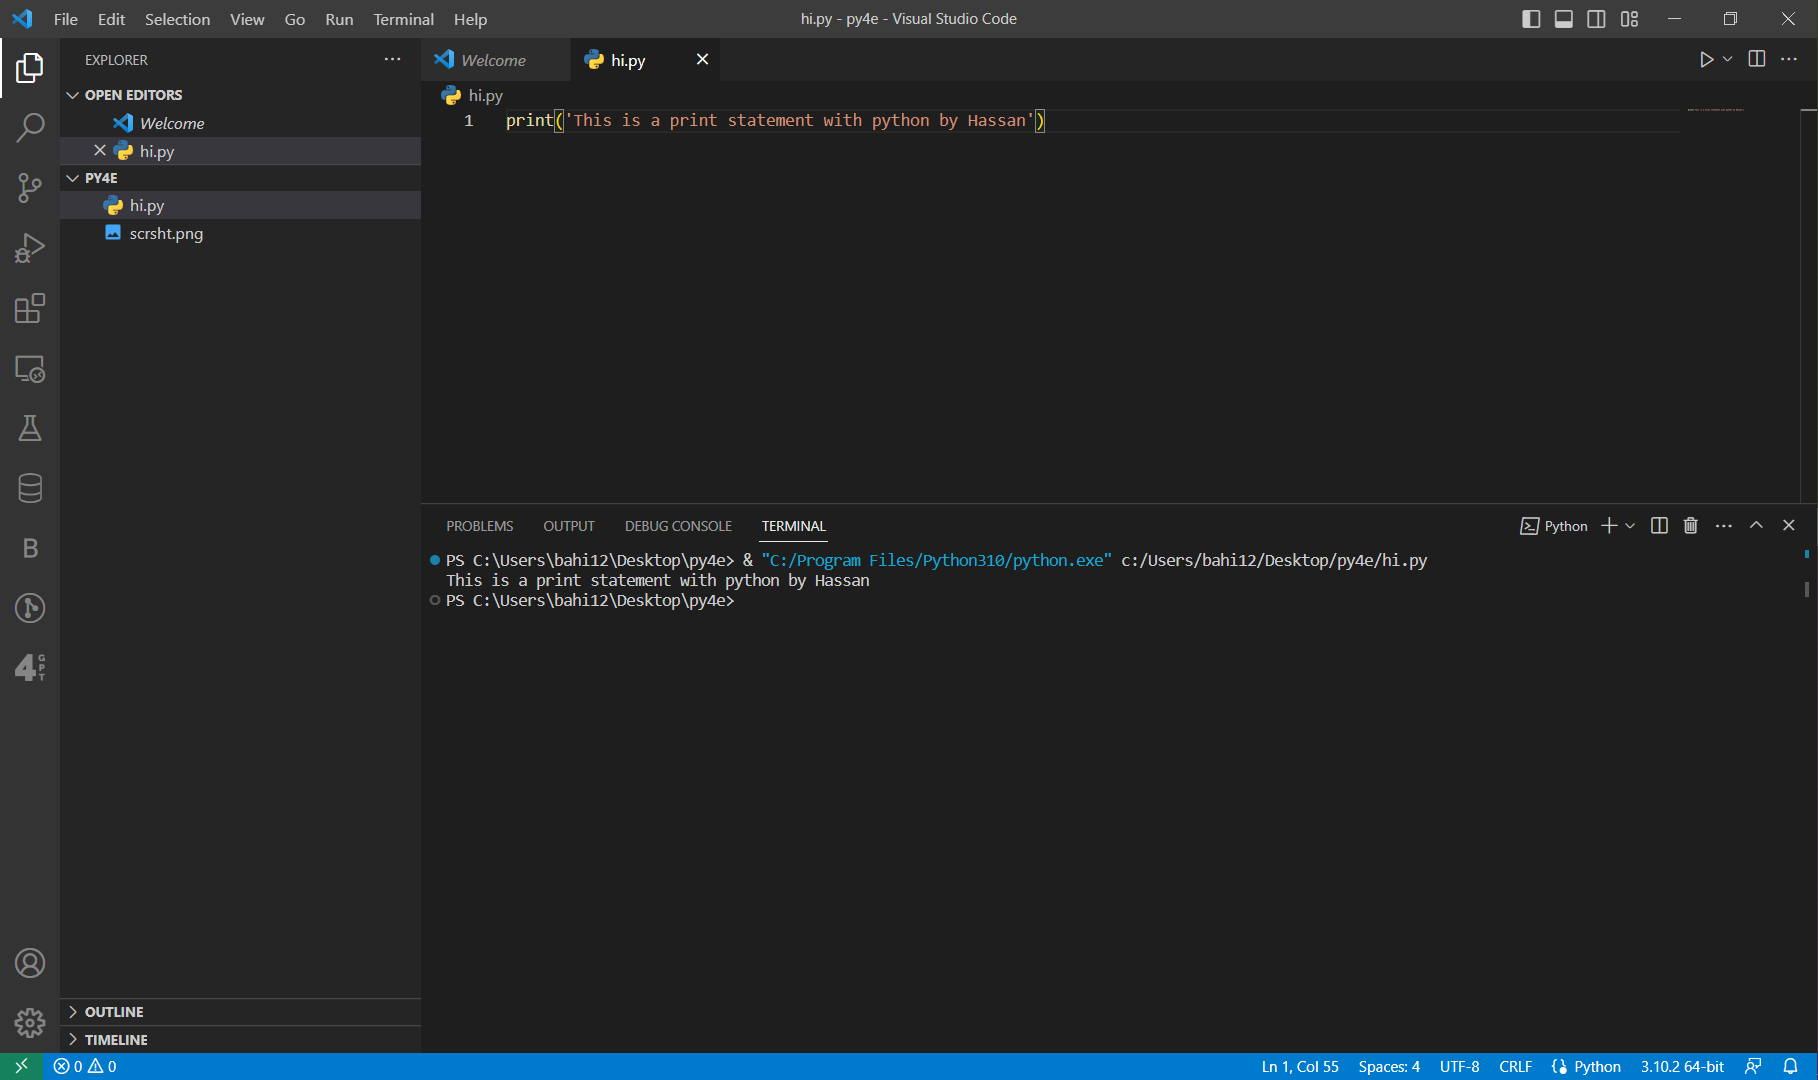 File Edit Selection View Go Run Terminal Help
hi.py - py4e - Visual Studio Code
EXPLORER
OPEN EDITORS
Welcome
hi.py
PY4E
hi.py
scrsht.png
B
4 GPT
OUTLINE
TIMELINE
Welcome
hi.py
hi.py
1 print('This is a print statement with python by Hassan')
PROBLEMS OUTPUT DEBUG CONSOLE TERMINAL
Python
PS C:\Users\bahi12\Desktop\py4e> & "C:/Program Files/Python310/python.exe" c:/Users/bahi12/Desktop/py4e/hi.py
This is a print statement with python by Hassan
PS C:\Users\bahi12\Desktop\py4e>
0 0
Ln 1, Col 55 Spaces: 4 UTF-8 CRLF Python 3.10.2 64-bit